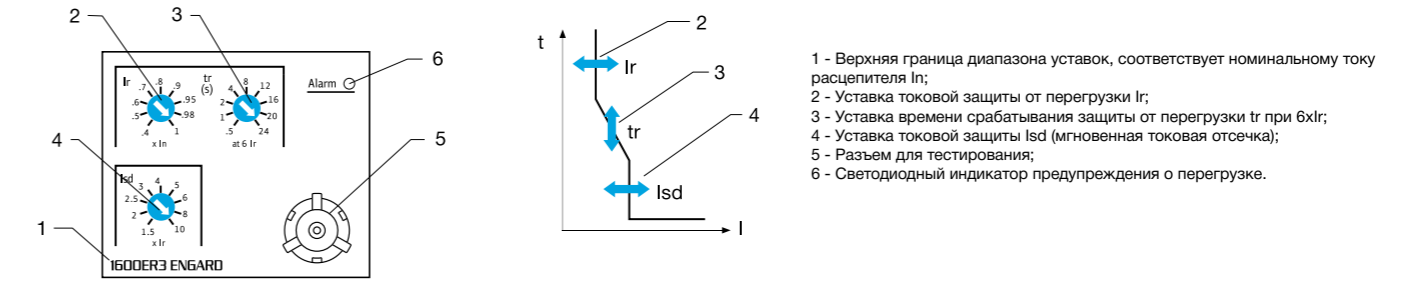 2
3
6
Ir
tr
(s)
Alarm
.4
.5
.6
.7
.8
.9
.95
.98
1
x In
.5
1
2
4
8
12
16
20
24
at 6 Ir
4
5
Isd
1.5
2
2.5
3
4
5
6
8
10
x Ir
1
1600ER3 ENGARD
t
2
Ir
3
tr
4
Isd
I
1 - Верхняя граница диапазона уставок, соответствует номинальному току
расцепителя In;
2 - Уставка токовой защиты от перегрузки Ir;
3 - Уставка времени срабатывания защиты от перегрузки tr при 6xIr;
4 - Уставка токовой защиты Isd (мгновенная токовая отсечка);
5 - Разъем для тестирования;
6 - Светодиодный индикатор предупреждения о перегрузке.